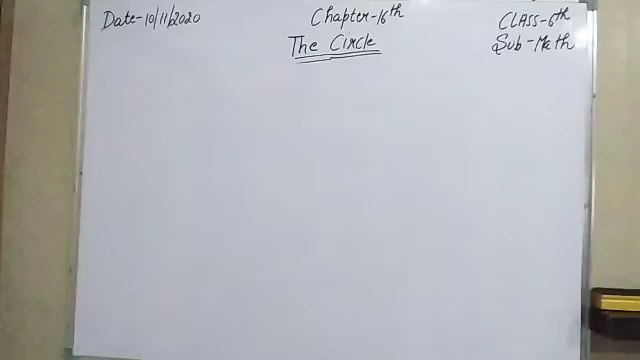 Date-10/11/2020
Chapter-16th
CLASS-6th
The Circle
Sub-Math